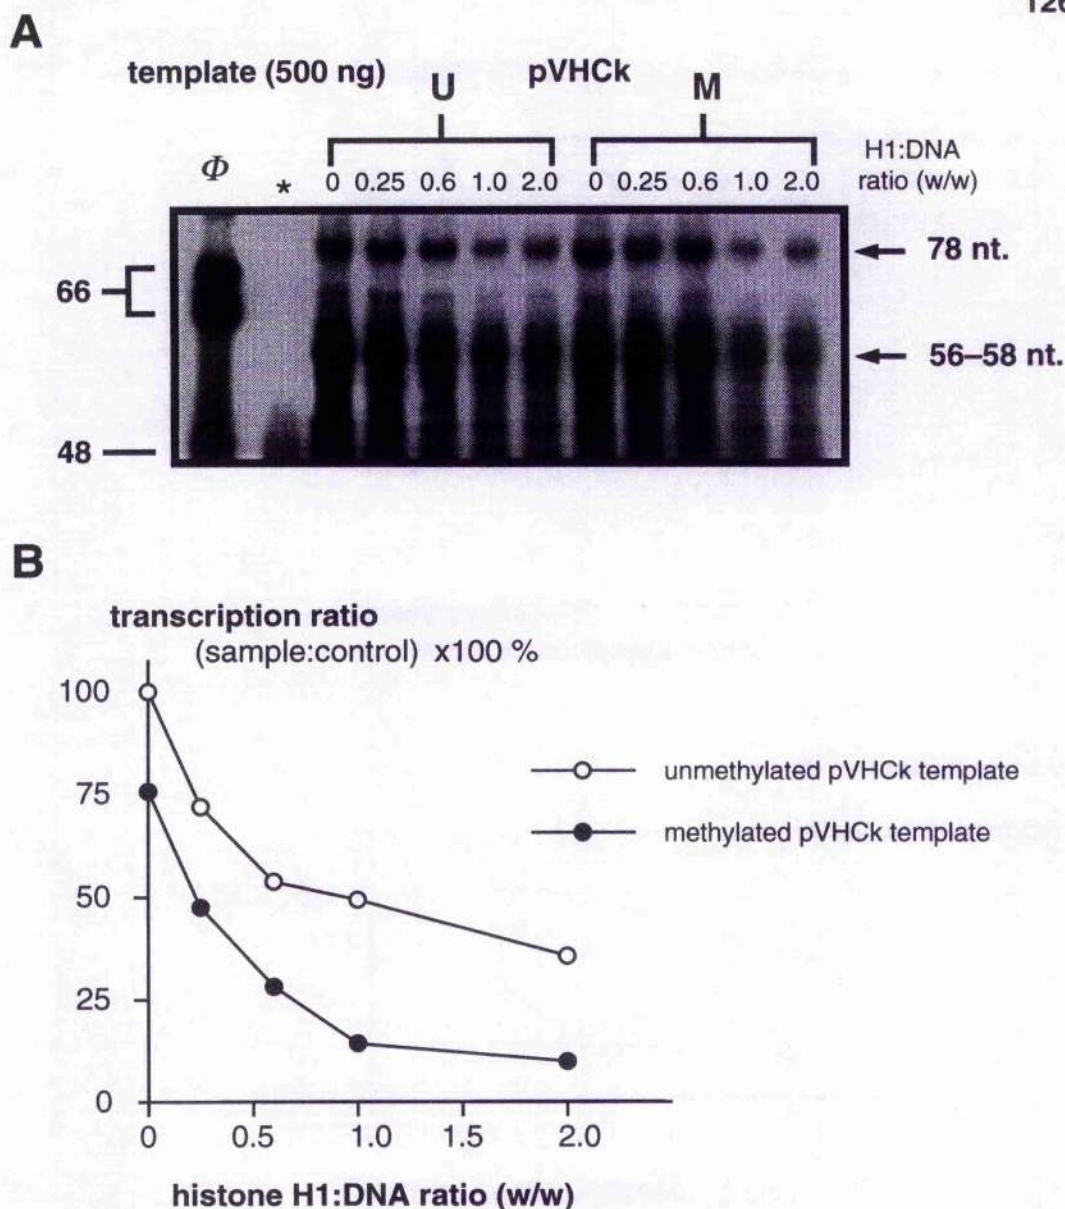 126
A
template (500 ng) pVHCk
U M
Φ * 0 0.25 0.6 1.0 2.0 0 0.25 0.6 1.0 2.0 H1:DNA
ratio (w/w)
78 nt.
66
56–58 nt.
48
B
transcription ratio
(sample:control) x100 %
100
75
50
25
0
unmethylated pVHCk template
methylated pVHCk template
0 0.5 1.0 1.5 2.0
histone H1:DNA ratio (w/w)